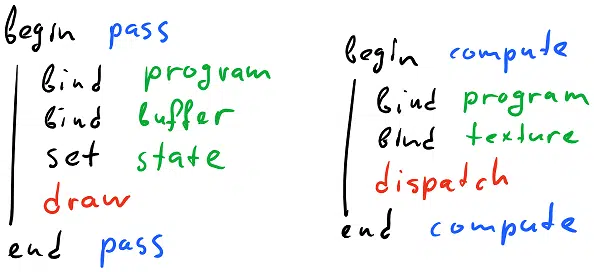 begin pass
bind program
bind buffer
set state
draw
end pass
begin compute
bind program
bind texture
dispatch
end compute